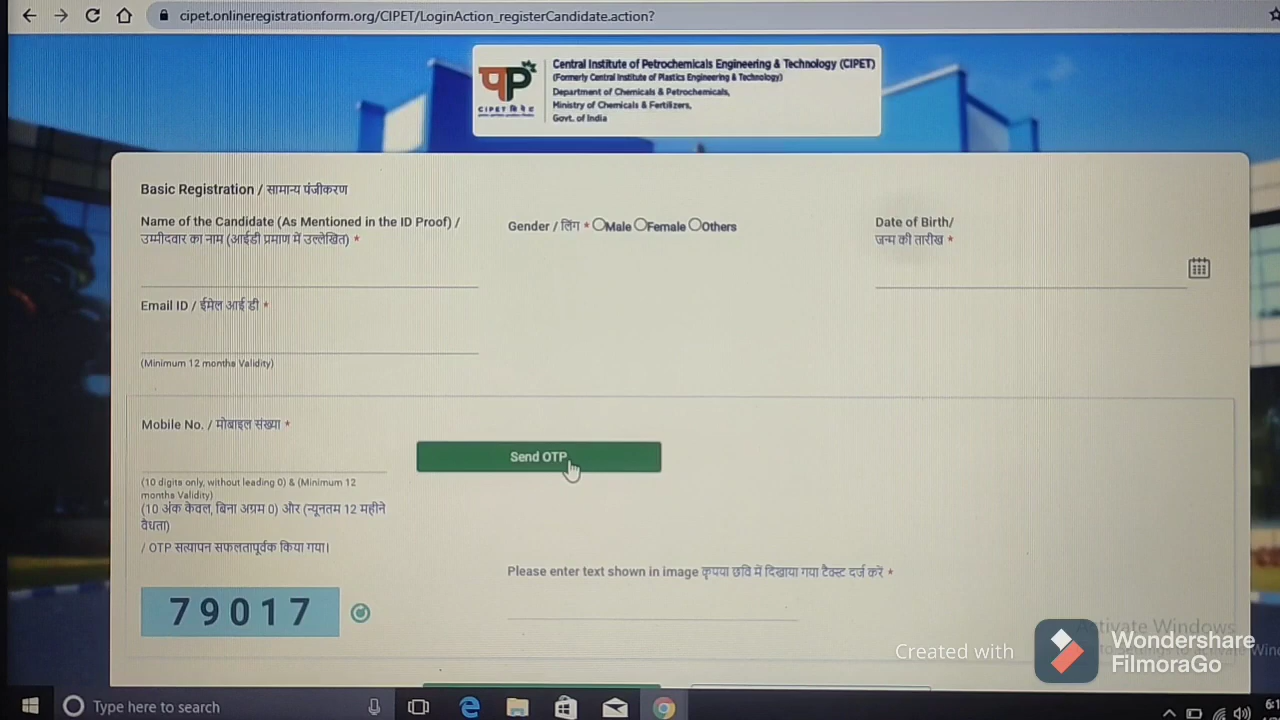 cipet.onlineregistrationform.org/CIPET/LoginAction_registerCandidate.action?
Central Institute of Petrochemicals Engineering & Technology (CIPET)
(Formerly Central Institute of Plastics Engineering & Technology)
Department of Chemicals & Petrochemicals,
Ministry of Chemicals & Fertilizers,
Govt. of India
CIPET सिपेट
Basic Registration / सामान्य पंजीकरण
Name of the Candidate (As Mentioned in the ID Proof) /
उम्मीदवार का नाम (आईडी प्रमाण में उल्लेखित) *
Gender / लिंग * Male Female Others
Date of Birth/
जन्म की तारीख *
Email ID / ईमेल आई डी *
(Minimum 12 months Validity)
Mobile No. / मोबाइल संख्या *
Send OTP
(10 digits only, without leading 0) & (Minimum 12
months Validity)
(10 अंक केवल, बिना अग्रम 0) और (न्यूनतम 12 महीने
वैधता)
/ OTP सत्यापन सफलतापूर्वक किया गया।
Please enter text shown in image कृपया छवि में दिखाया गया टैक्स्ट दर्ज करें *
79017
Activate Windows
Created with
Wondershare
FilmoraGo
Type here to search